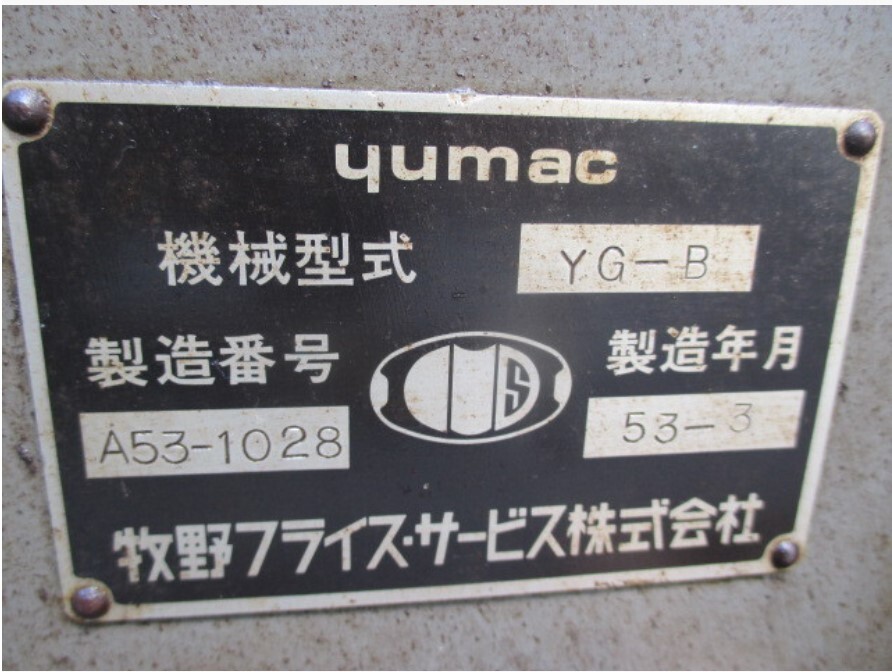 yumac
機械型式 YG-B
製造番号 製造年月
A53-1028 53-3
牧野フライス・サービス株式会社